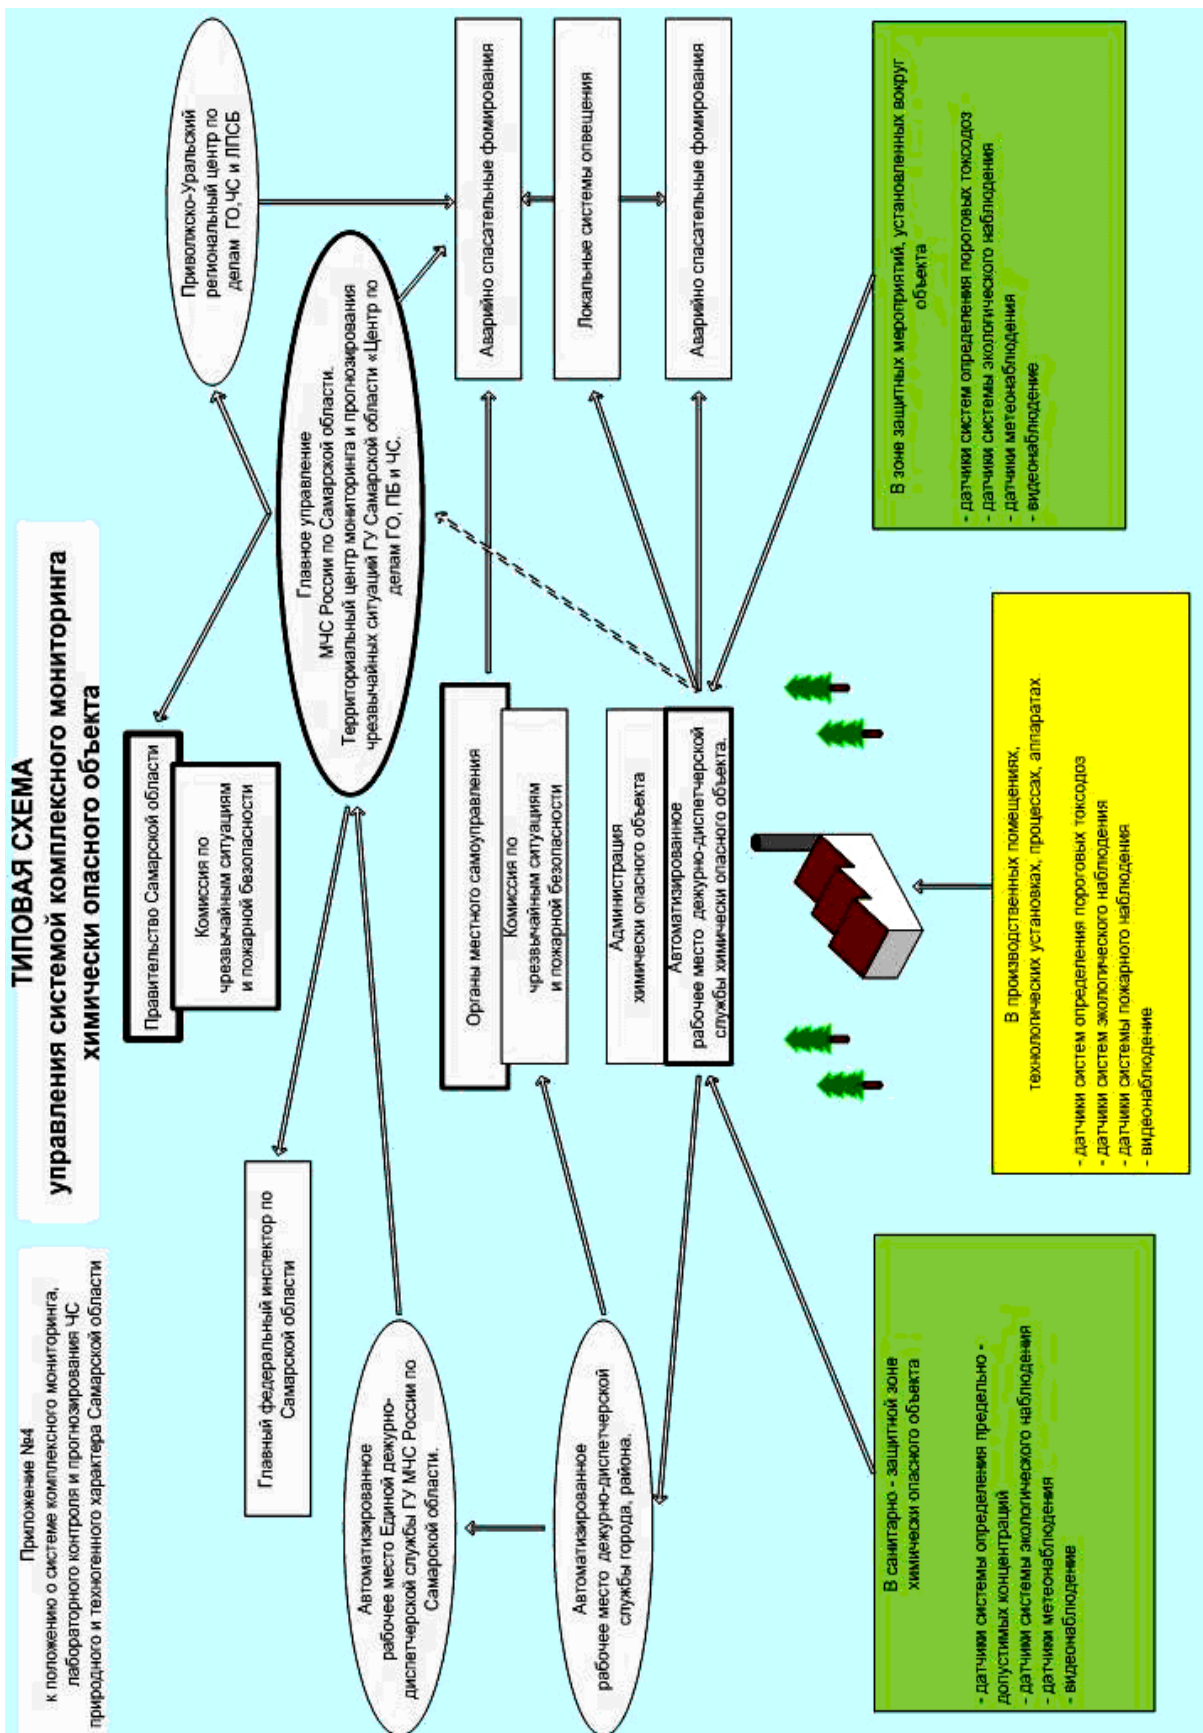 Приложение №4
к положению о системе комплексного мониторинга,
лабораторного контроля и прогнозирования ЧС
природного и техногенного характера Самарской области
ТИПОВАЯ СХЕМА
управления системой комплексного мониторинга
химически опасного объекта
Правительство Самарской области
Комиссия по
чрезвычайным ситуациям
и пожарной безопасности
Приволжско-Уральский
региональный центр по
делам ГО,ЧС и ЛПСБ
Главный федеральный инспектор по
Самарской области
Главное управление
МЧС России по Самарской области.
Территориальный центр мониторинга и прогнозирования
чрезвычайных ситуаций ГУ Самарской области «Центр по
делам ГО, ПБ и ЧС.
Автоматизированное
рабочее место Единой дежурно-
диспетчерской службы ГУ МЧС России по
Самарской области.
Органы местного самоуправления
Комиссия по
чрезвычайным ситуациям
и пожарной безопасности
Аварийно спасательные фомирования
Локальные системы опвещения
Аварийно спасательные фомирования
Автоматизированное
рабочее место дежурно-диспетчерской
службы города, района.
Администрация
химически опасного объекта
Автоматизированное
рабочее место дежурно-диспетчерской
службы химически опасного объекта.
В санитарно - защитной зоне
химически опасного объекта
- датчики системы определения предельно -
допустимых концентраций
- датчики системы экологического наблюдения
- датчики метеонаблюдения
- видеонаблюдение
В производственных помещениях,
технологических установках, процессах, аппаратах
- датчики систем определения пороговых токсодоз
- датчики систем экологического наблюдения
- датчики системы пожарного наблюдения
- видеонаблюдение
В зоне защитных мероприятий, установленных вокруг
объекта
- датчики систем определения пороговых токсодоз
- датчики системы экологического наблюдения
- датчики метеонаблюдения
- видеонаблюдение